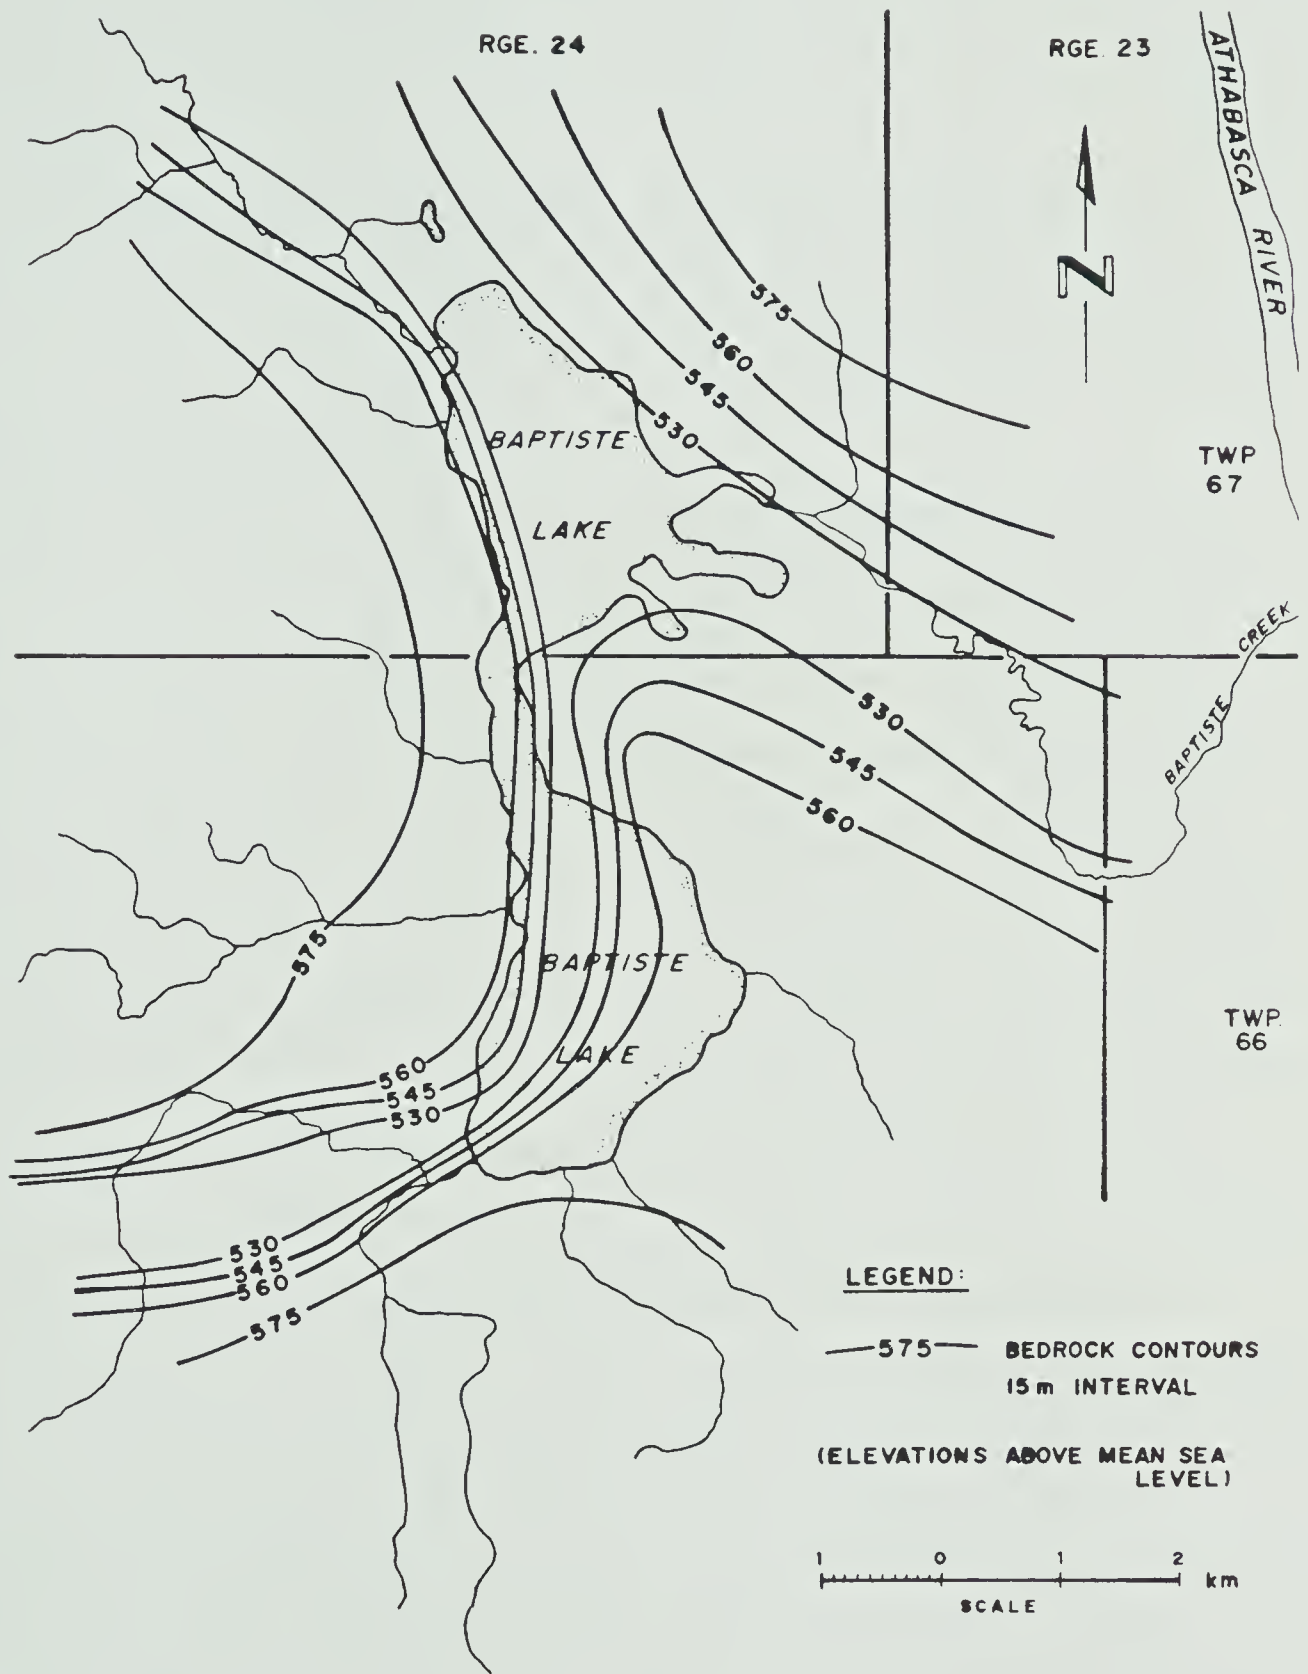 RGE. 24
RGE. 23
ATHABASCA RIVER
N
575
560
545
530
BAPTISTE
LAKE
TWP
67
BAPTISTE CREEK
530
545
560
575
BAPTISTE
LAKE
TWP.
66
560
545
530
530
545
560
575
LEGEND:
575 BEDROCK CONTOURS
15 m INTERVAL
(ELEVATIONS ABOVE MEAN SEA
LEVEL)
1 0 1 2
km
SCALE